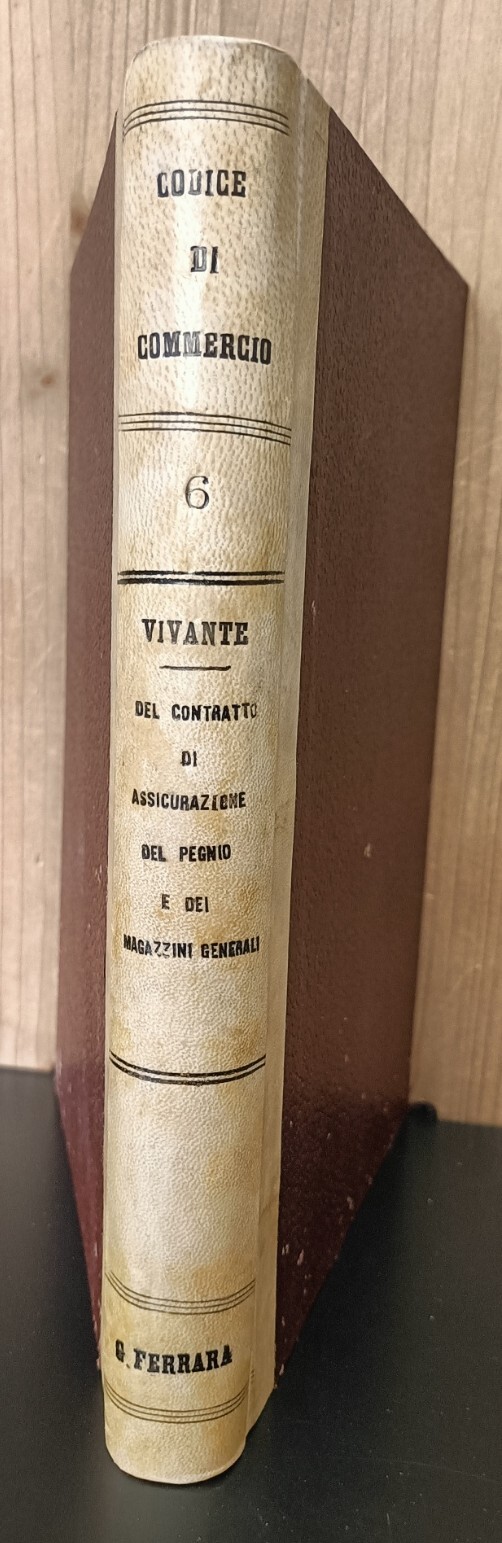 CODICE
DI
COMMERCIO
6
VIVANTE
DEL CONTRATTO
DI
ASSICURAZIONE
DEL PEGNIO
E DEI
MAGAZZINI GENERALI
G. FERRARA